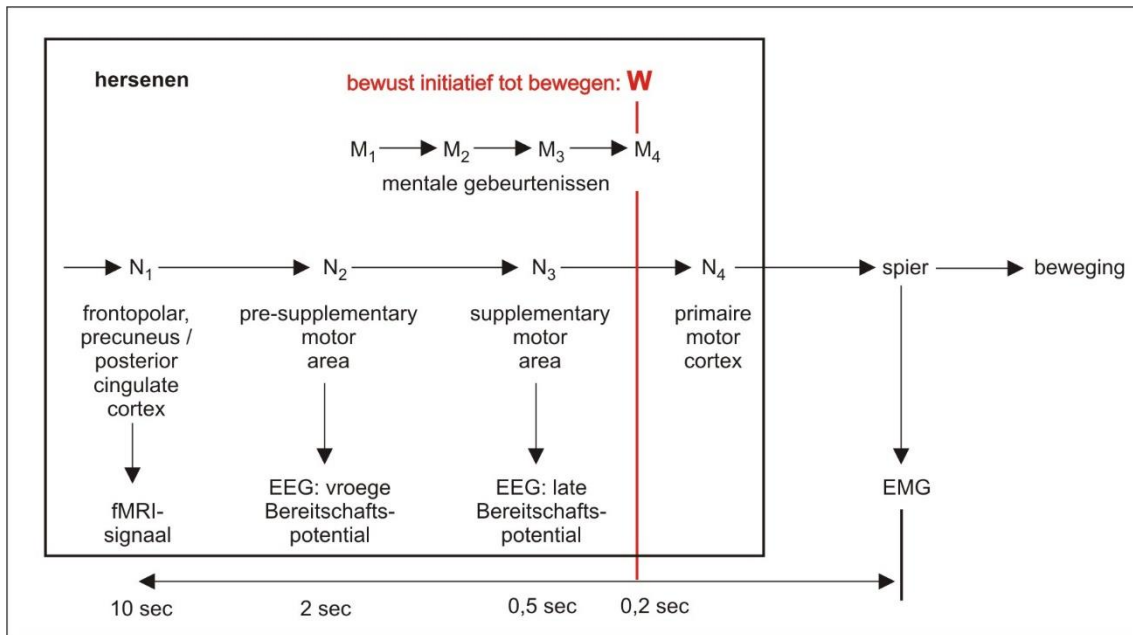 hersenen
bewust initiatief tot bewegen: W
M1 M2 M3 M4
mentale gebeurtenissen
N1 N2 N3 N4 spier beweging
frontopolar,
precuneus /
posterior
cingulate
cortex
pre-supplementary
motor
area
supplementary
motor
area
primaire
motor
cortex
fMRI-
signaal
EEG: vroege
Bereitschafts-
potential
EEG: late
Bereitschafts-
potential
EMG
10 sec 2 sec 0,5 sec 0,2 sec